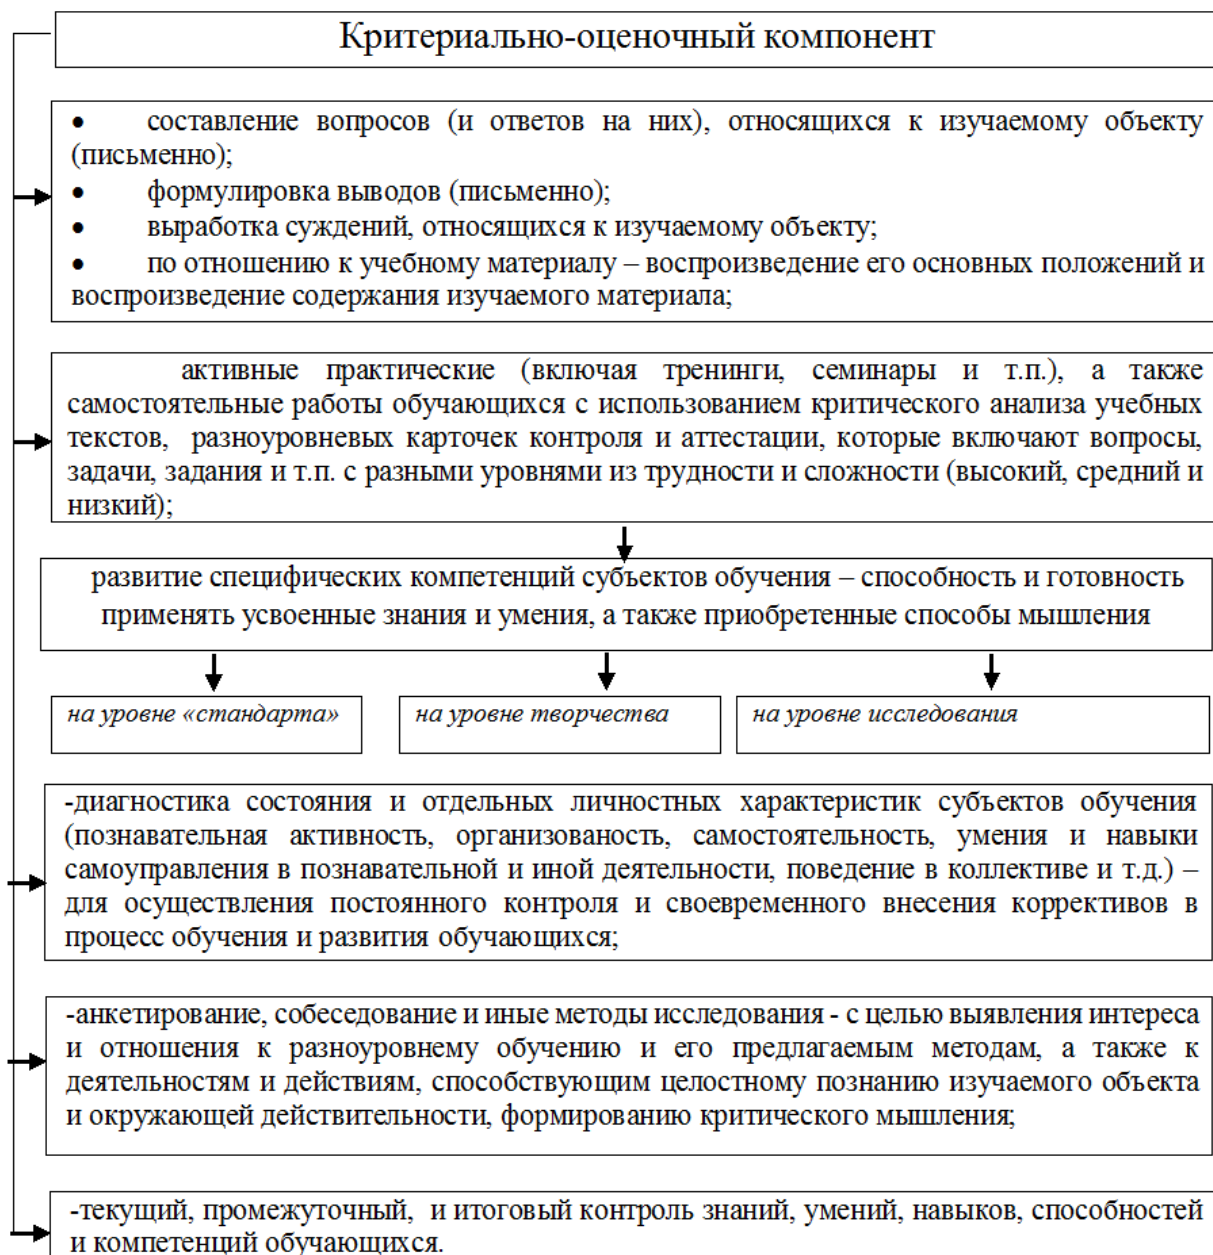 Критериально-оценочный компонент
• составление вопросов (и ответов на них), относящихся к изучаемому объекту
(письменно);
• формулировка выводов (письменно);
• выработка суждений, относящихся к изучаемому объекту;
• по отношению к учебному материалу – воспроизведение его основных положений и
воспроизведение содержания изучаемого материала;
активные практические (включая тренинги, семинары и т.п.), а также
самостоятельные работы обучающихся с использованием критического анализа учебных
текстов, разноуровневых карточек контроля и аттестации, которые включают вопросы,
задачи, задания и т.п. с разными уровнями из трудности и сложности (высокий, средний и
низкий);
развитие специфических компетенций субъектов обучения – способность и готовность
применять усвоенные знания и умения, а также приобретенные способы мышления
на уровне «стандарта»
на уровне творчества
на уровне исследования
-диагностика состояния и отдельных личностных характеристик субъектов обучения
(познавательная активность, организованость, самостоятельность, умения и навыки
самоуправления в познавательной и иной деятельности, поведение в коллективе и т.д.) –
для осуществления постоянного контроля и своевременного внесения коррективов в
процесс обучения и развития обучающихся;
-анкетирование, собеседование и иные методы исследования - с целью выявления интереса
и отношения к разноуровнему обучению и его предлагаемым методам, а также к
деятельностям и действиям, способствующим целостному познанию изучаемого объекта
и окружающей действительности, формированию критического мышления;
-текущий, промежуточный, и итоговый контроль знаний, умений, навыков, способностей
и компетенций обучающихся.